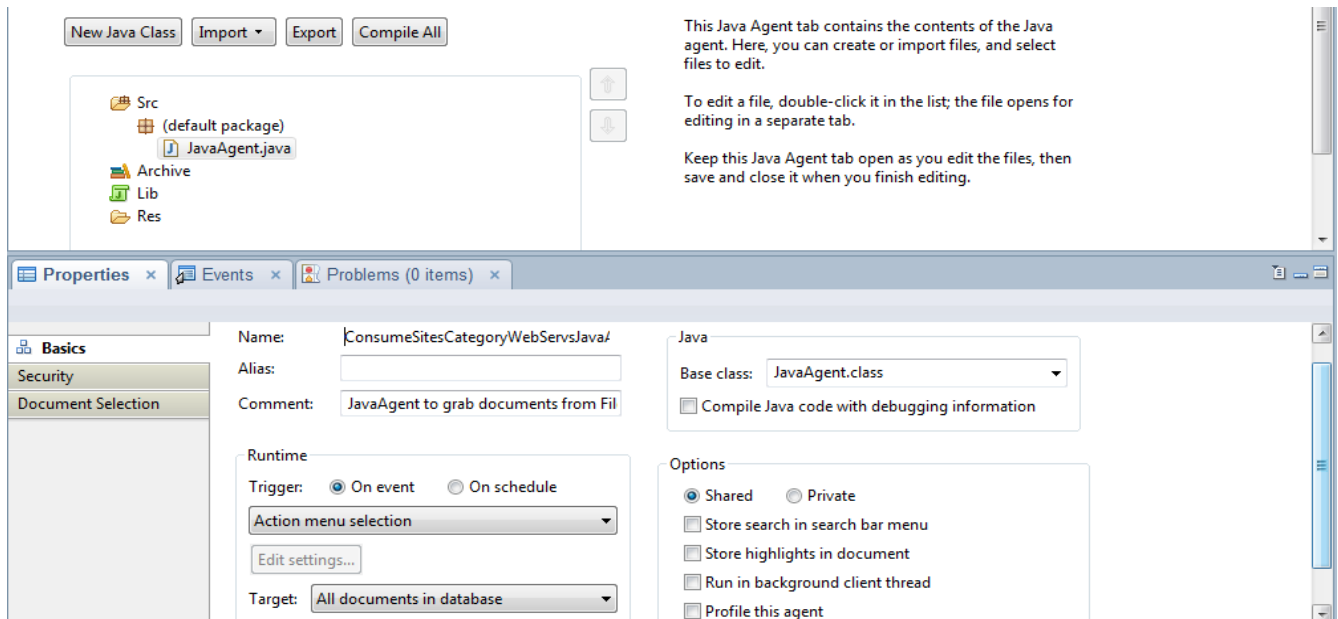 New Java Class Import Export Compile All
This Java Agent tab contains the contents of the Java
agent. Here, you can create or import files, and select
files to edit.
To edit a file, double-click it in the list; the file opens for
editing in a separate tab.
Keep this Java Agent tab open as you edit the files, then
save and close it when you finish editing.
Src
(default package)
JavaAgent.java
Archive
Lib
Res
Properties Events Problems (0 items)
Basics
Security
Document Selection
Name: ConsumeSitesCategoryWebServsJava
Alias:
Comment: JavaAgent to grab documents from Fil
Runtime
Trigger: On event On schedule
Action menu selection
Edit settings...
Target: All documents in database
Java
Base class: JavaAgent.class
Compile Java code with debugging information
Options
Shared Private
Store search in search bar menu
Store highlights in document
Run in background client thread
Profile this agent